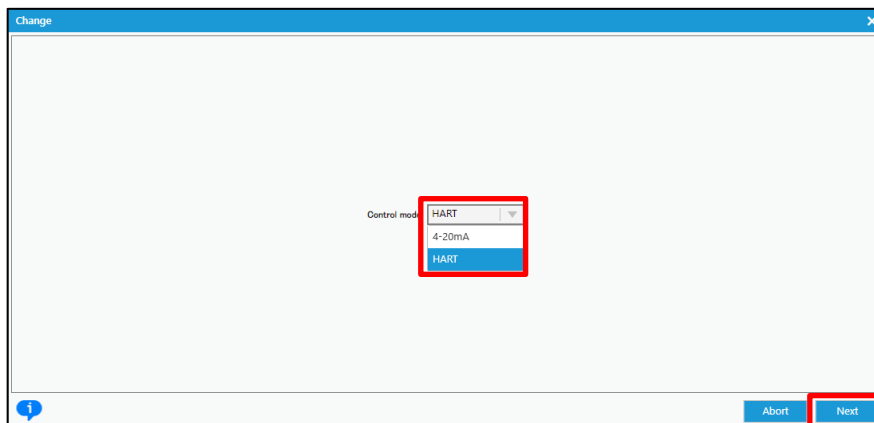 Change
Control mode HART
4-20mA
HART
Abort Next